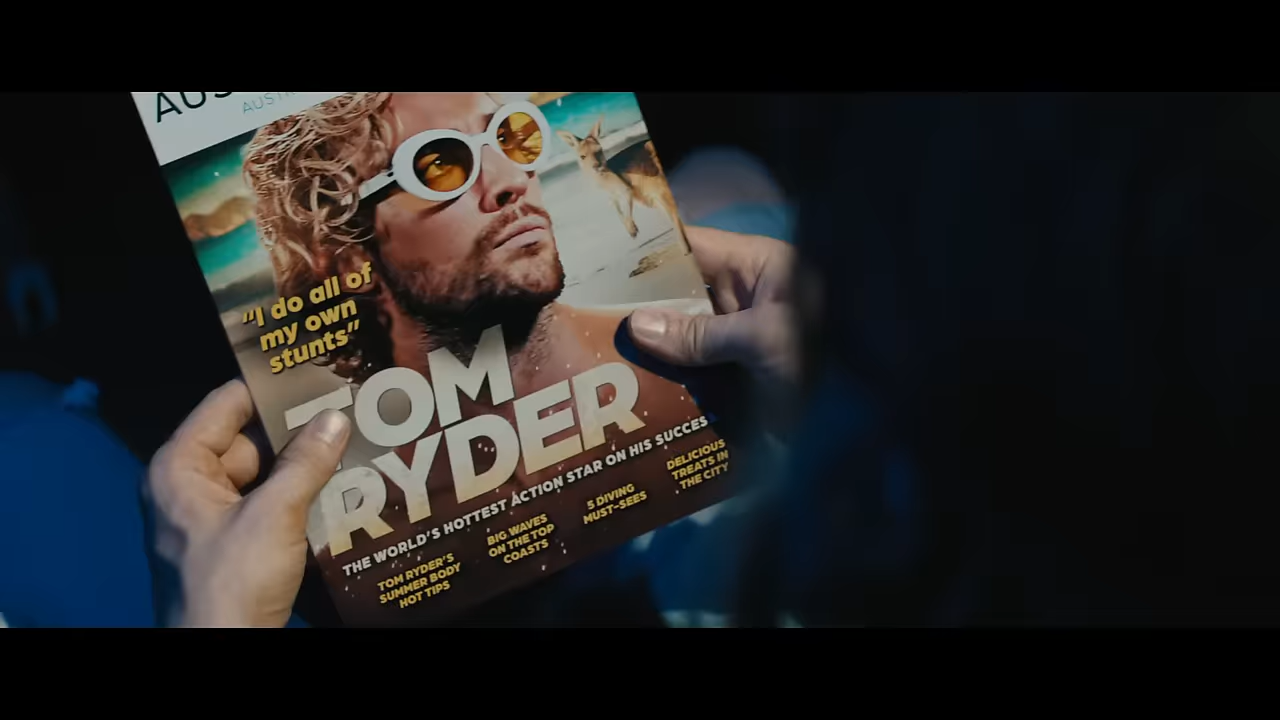 "I do all of
my own
stunts"
TOM
RYDER
THE WORLD'S HOTTEST ACTION STAR ON HIS SUCCES
TOM RYDER'S
SUMMER BODY
HOT TIPS
BIG WAVES
ON THE TOP
COASTS
5 DIVING
MUST-SEES
DELICIOUS
TREATS IN
THE CITY